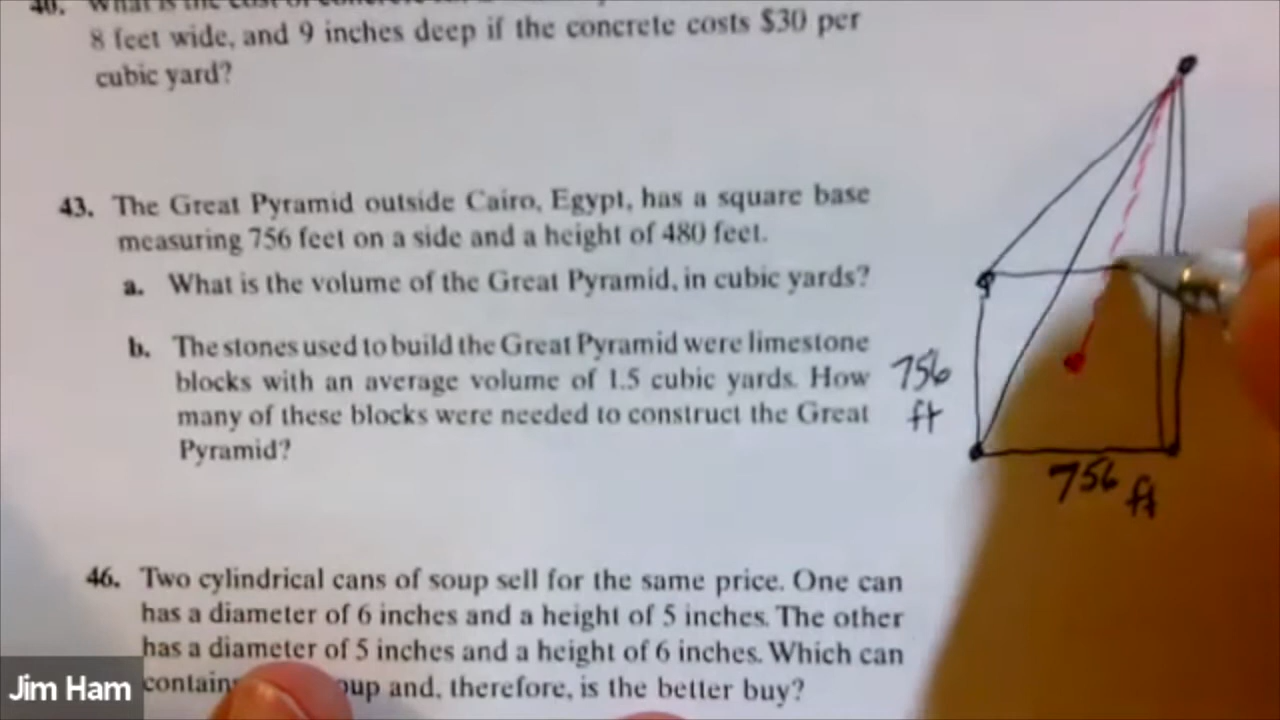 8 feet wide, and 9 inches deep if the concrete costs $30 per
cubic yard?
43. The Great Pyramid outside Cairo, Egypt, has a square base
measuring 756 feet on a side and a height of 480 feet.
a. What is the volume of the Great Pyramid, in cubic yards?
b. The stones used to build the Great Pyramid were limestone
blocks with an average volume of 1.5 cubic yards. How
many of these blocks were needed to construct the Great
Pyramid?
756
ft
756 ft
46. Two cylindrical cans of soup sell for the same price. One can
has a diameter of 6 inches and a height of 5 inches. The other
has a diameter of 5 inches and a height of 6 inches. Which can
and, therefore, is the better buy?
Jim Ham